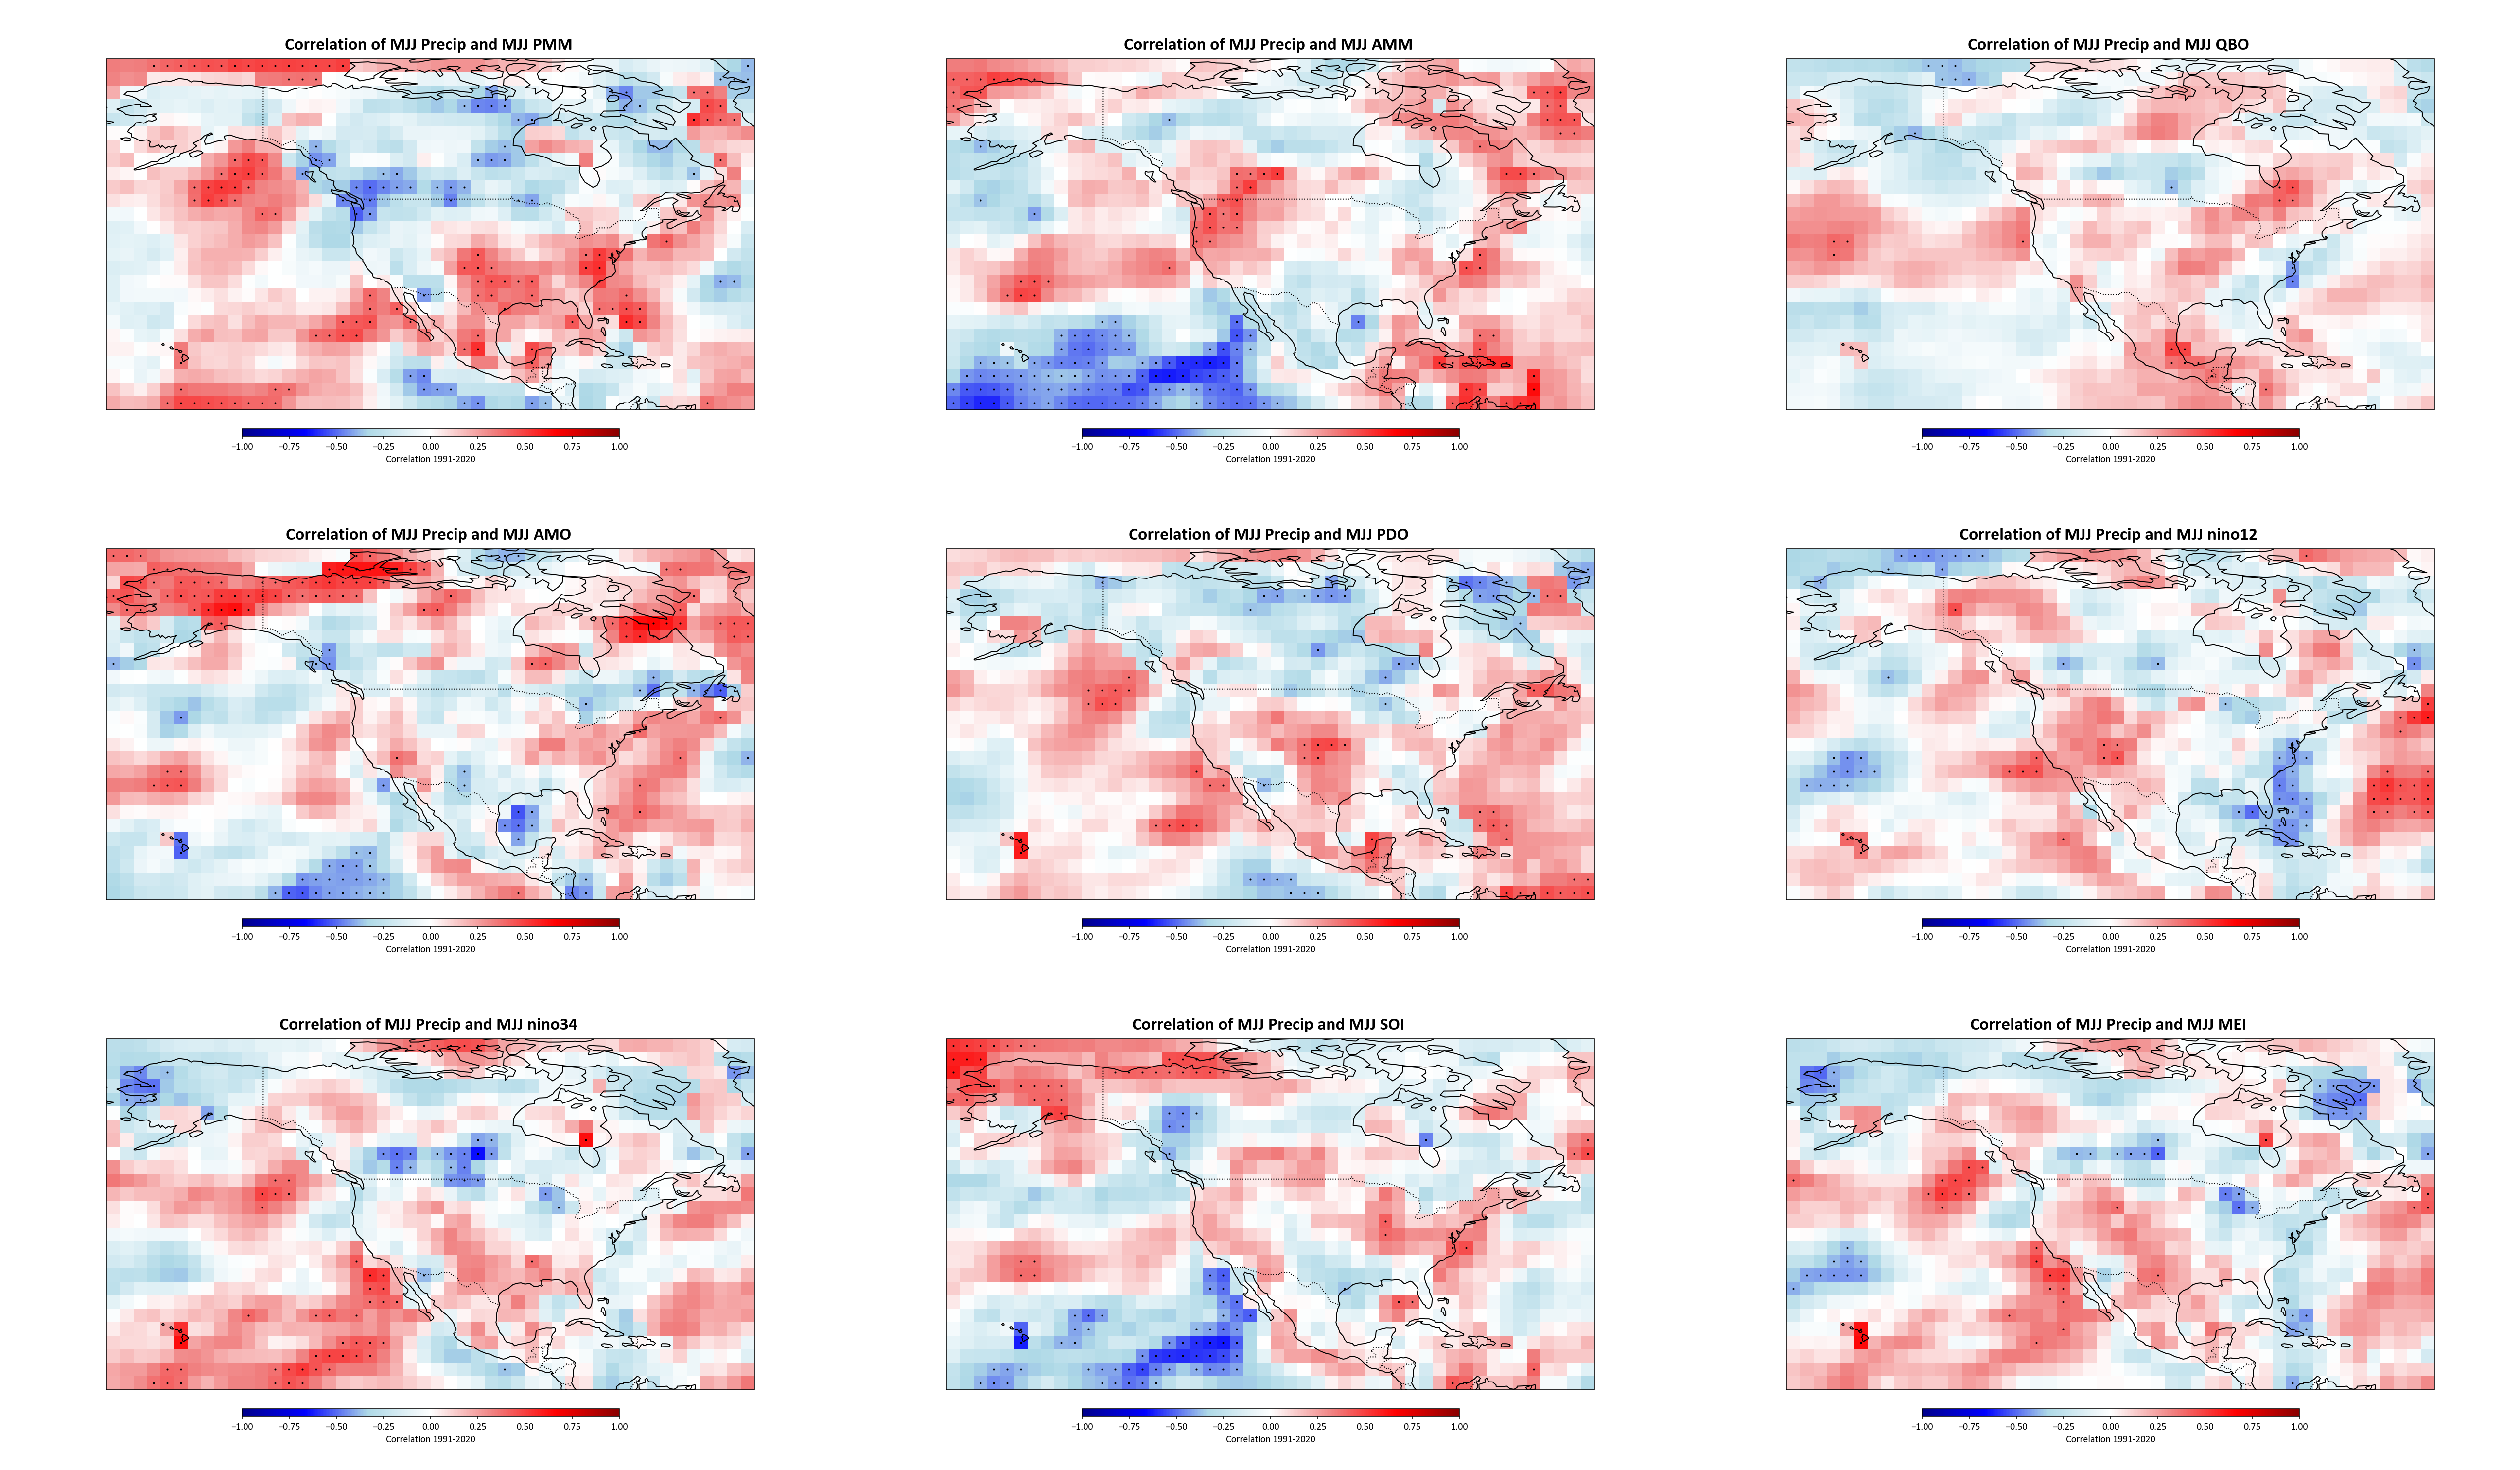 Correlation of MJJ Precip and MJJ PMM
Correlation of MJJ Precip and MJJ AMM
Correlation of MJJ Precip and MJJ QBO
−1.00 −0.75 −0.50 −0.25 0.00 0.25 0.50 0.75 1.00
Correlation 1991-2020
−1.00 −0.75 −0.50 −0.25 0.00 0.25 0.50 0.75 1.00
Correlation 1991-2020
−1.00 −0.75 −0.50 −0.25 0.00 0.25 0.50 0.75 1.00
Correlation 1991-2020
Correlation of MJJ Precip and MJJ AMO
Correlation of MJJ Precip and MJJ PDO
Correlation of MJJ Precip and MJJ nino12
−1.00 −0.75 −0.50 −0.25 0.00 0.25 0.50 0.75 1.00
Correlation 1991-2020
−1.00 −0.75 −0.50 −0.25 0.00 0.25 0.50 0.75 1.00
Correlation 1991-2020
−1.00 −0.75 −0.50 −0.25 0.00 0.25 0.50 0.75 1.00
Correlation 1991-2020
Correlation of MJJ Precip and MJJ nino34
Correlation of MJJ Precip and MJJ SOI
Correlation of MJJ Precip and MJJ MEI
−1.00 −0.75 −0.50 −0.25 0.00 0.25 0.50 0.75 1.00
Correlation 1991-2020
−1.00 −0.75 −0.50 −0.25 0.00 0.25 0.50 0.75 1.00
Correlation 1991-2020
−1.00 −0.75 −0.50 −0.25 0.00 0.25 0.50 0.75 1.00
Correlation 1991-2020